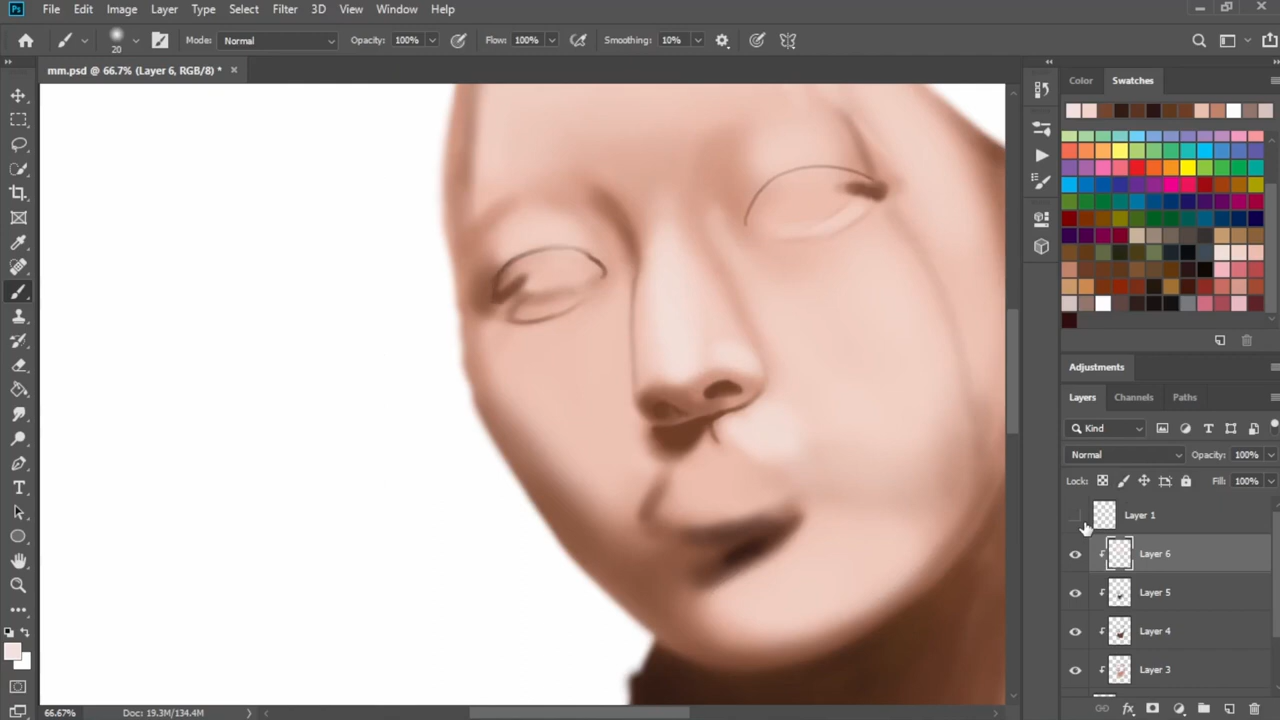 Ps File Edit Image Layer Type Select Filter 3D View Window Help
20 Mode: Normal Opacity: 100% Flow: 100% Smoothing: 10%
mm.psd @ 66.7% (Layer 6, RGB/8) *
Color Swatches
Adjustments
Layers Channels Paths
Kind
Normal Opacity: 100%
Lock: Fill: 100%
Layer 1
Layer 6
Layer 5
Layer 4
Layer 3
66.67% Doc: 19.3M/134.4M